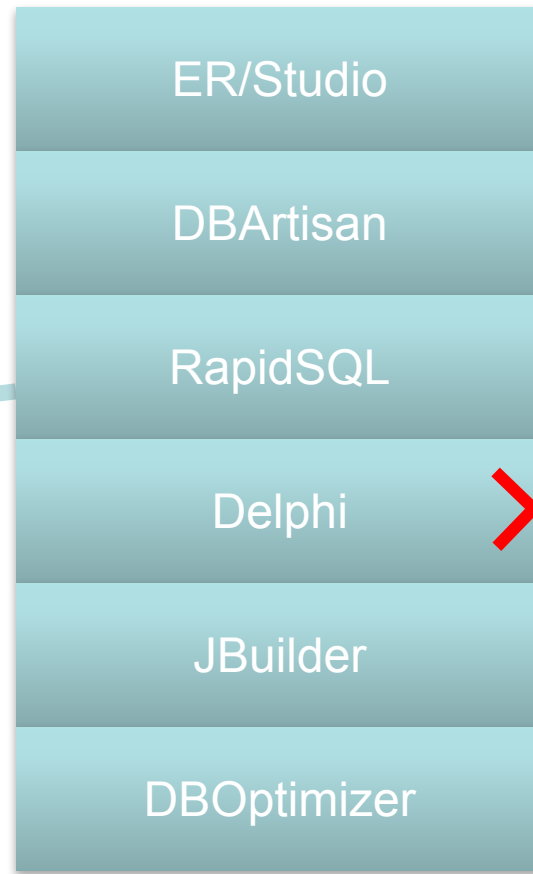 ER/Studio
DBArtisan
RapidSQL
Delphi
JBuilder
DBOptimizer